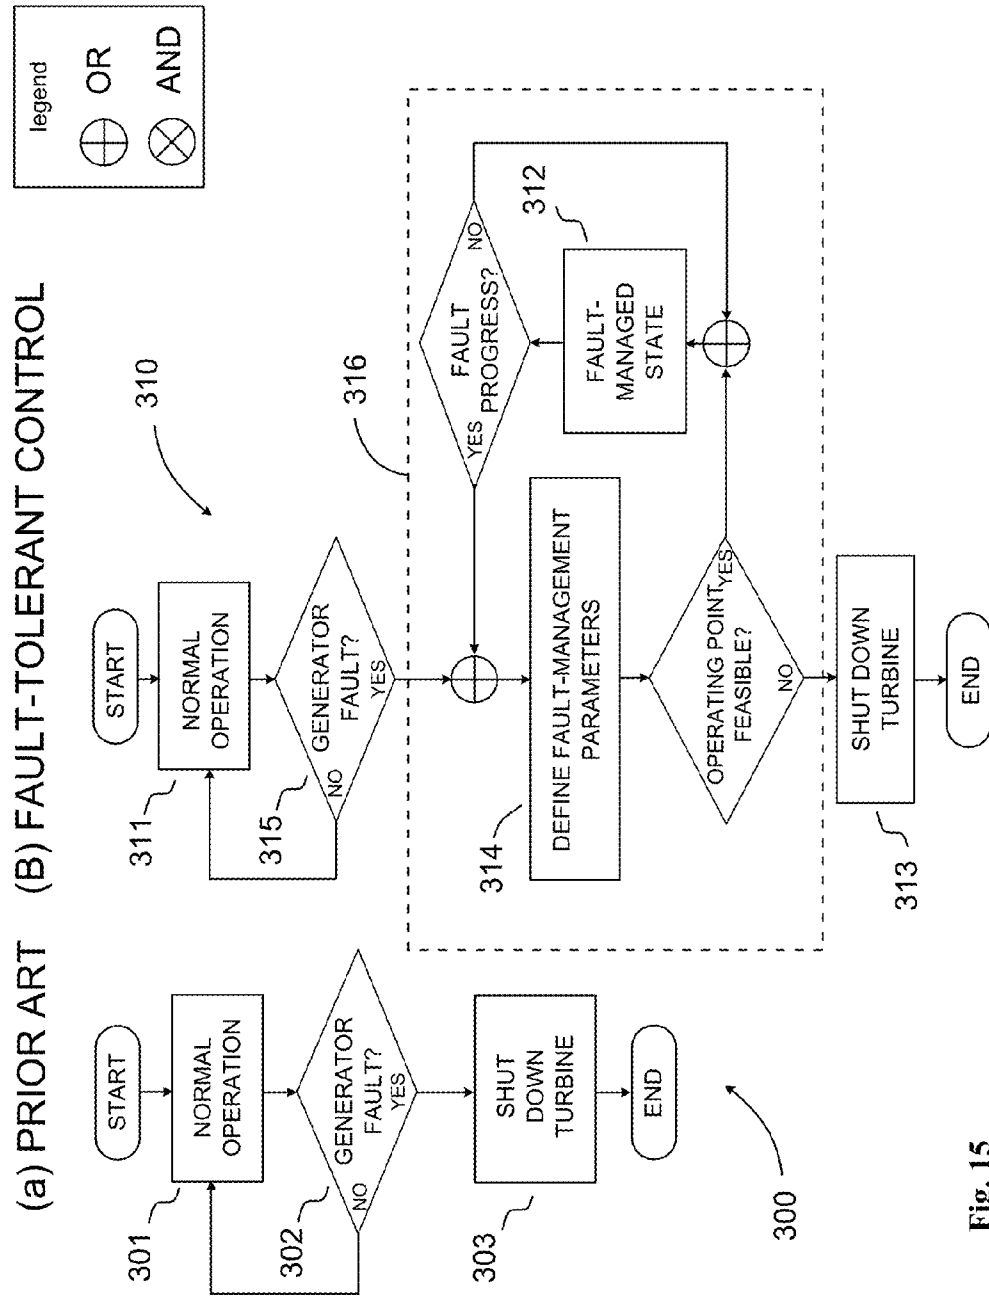 (a) PRIOR ART
START
301
NORMAL
OPERATION
302
GENERATOR
FAULT?
NO
YES
303
SHUT
DOWN
TURBINE
END
300
(B) FAULT-TOLERANT CONTROL
310
START
311
NORMAL
OPERATION
315
GENERATOR
FAULT?
NO
YES
316
314
DEFINE FAULT-MANAGEMENT
PARAMETERS
OPERATING POINT
FEASIBLE?
YES
NO
FAULT
PROGRESS?
YES
NO
312
FAULT-
MANAGED
STATE
313
SHUT DOWN
TURBINE
END
legend
OR
AND
Fig. 15